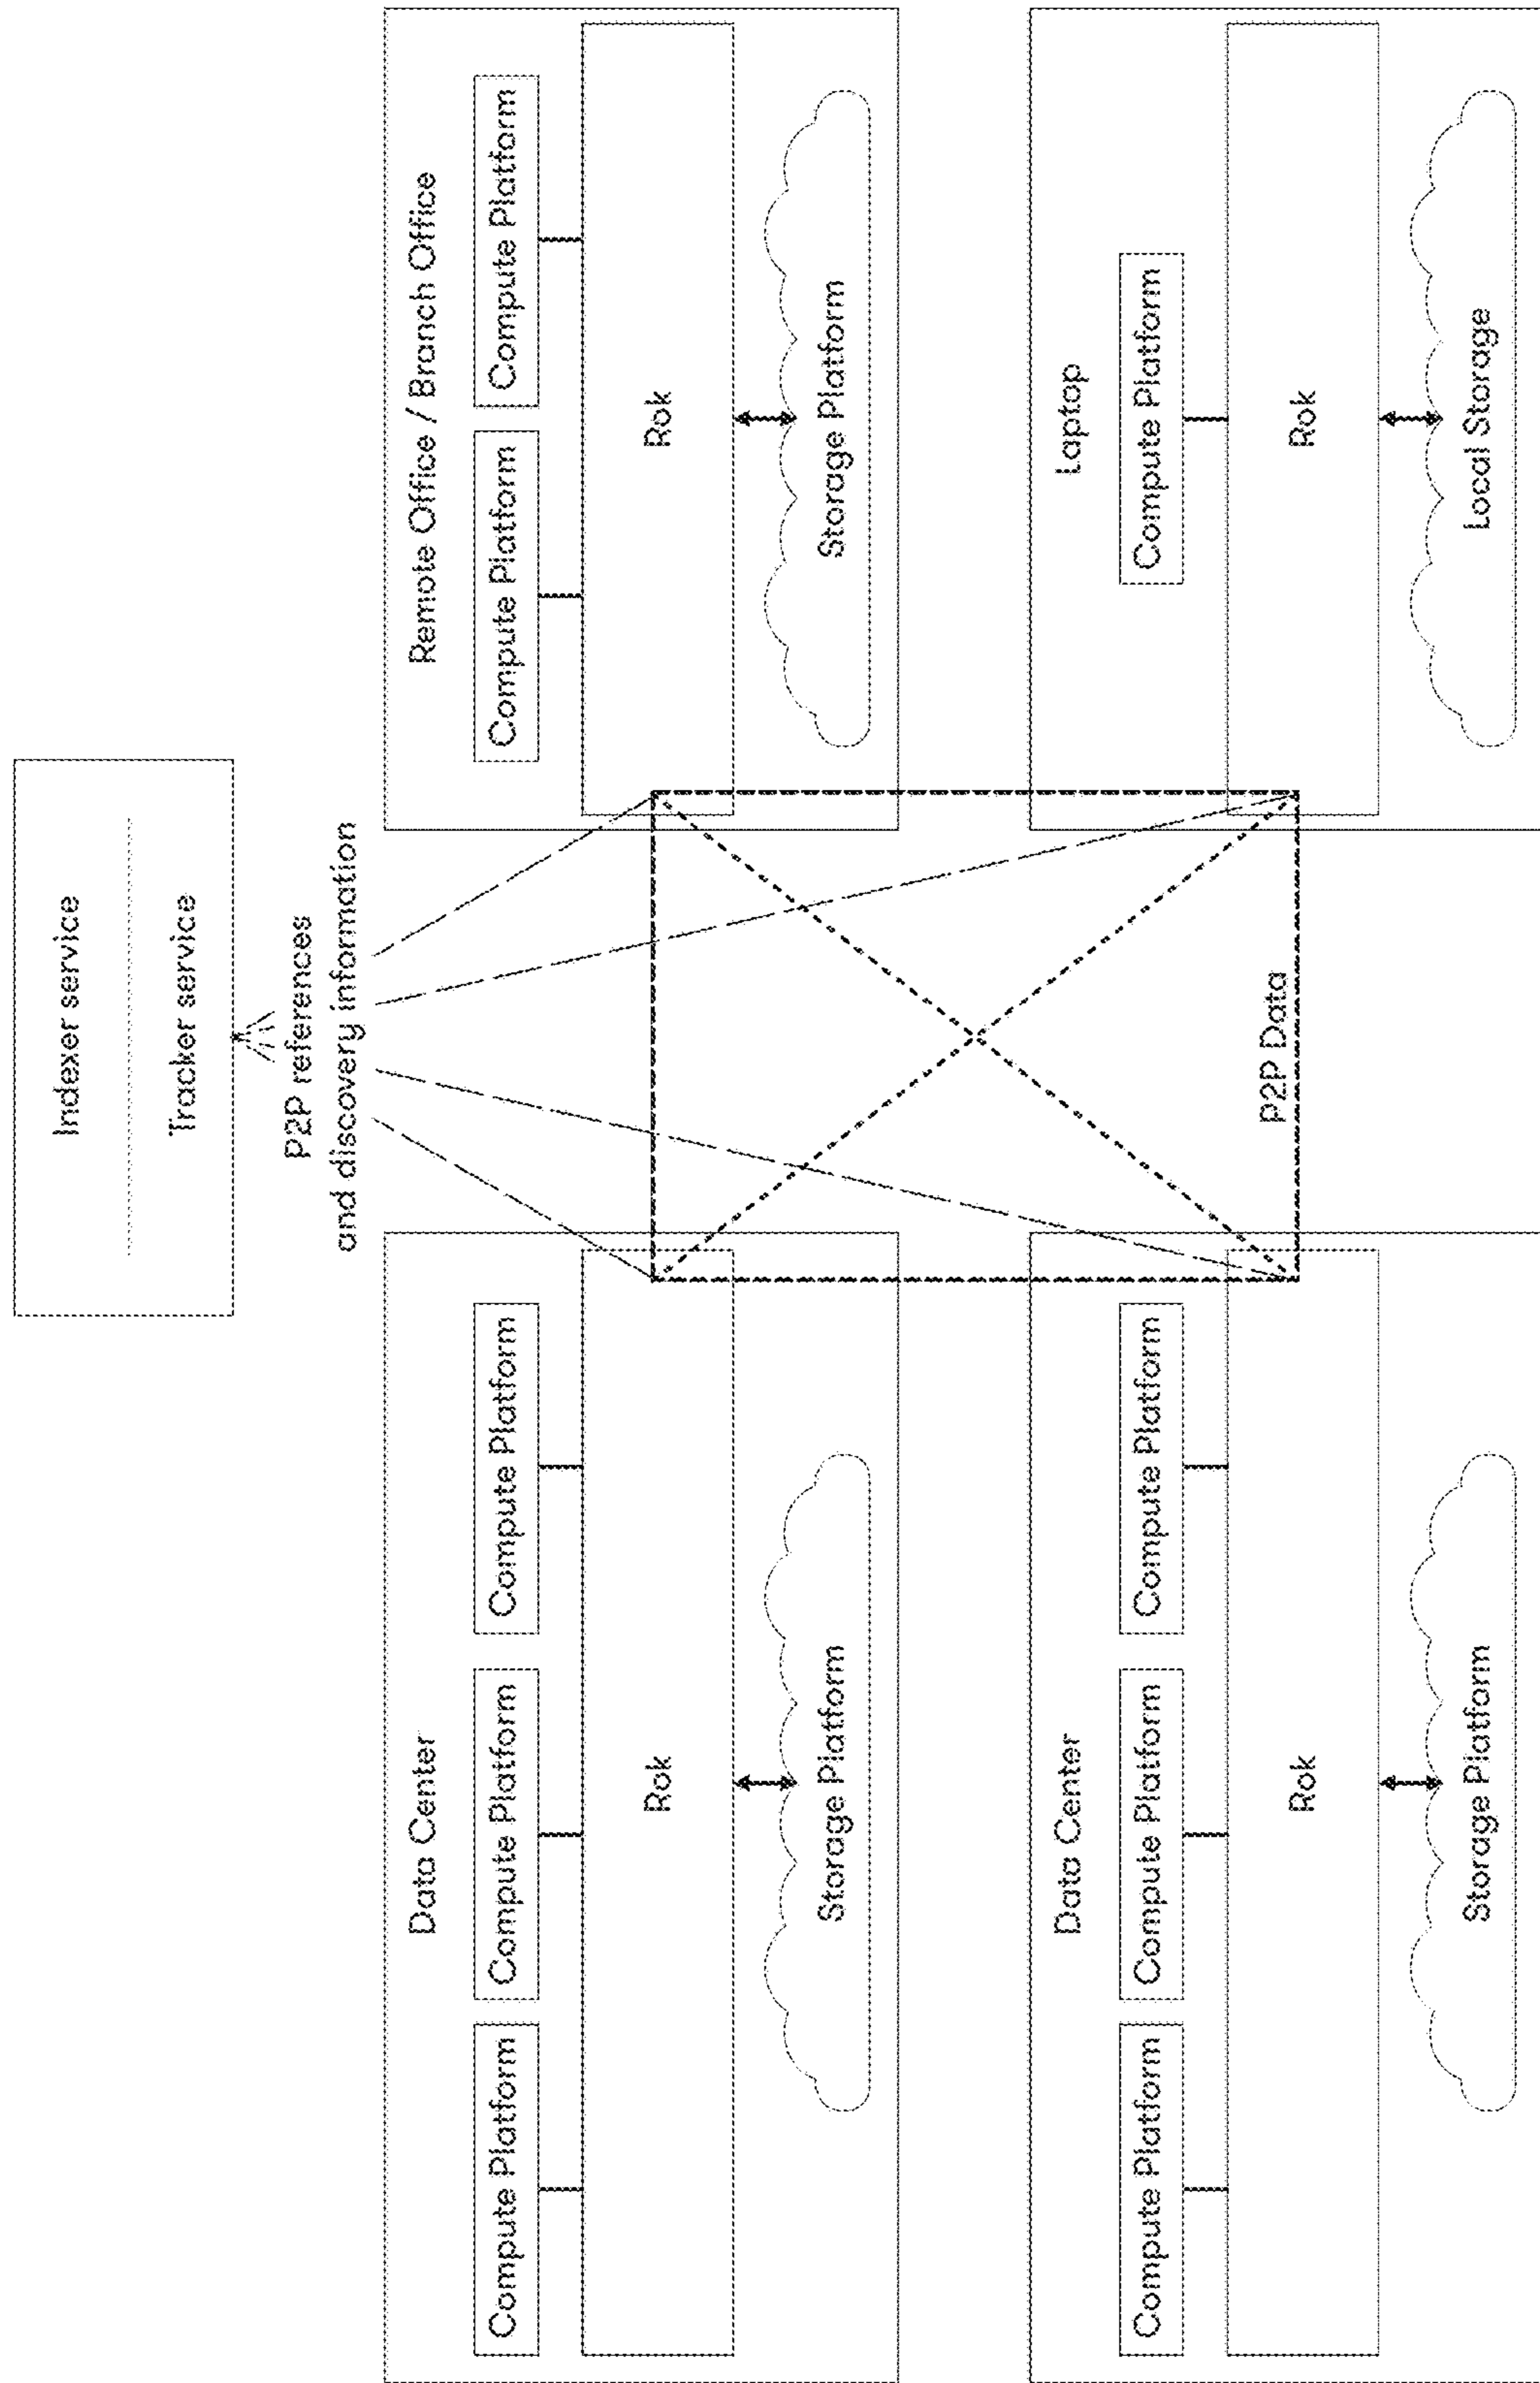 Indexer service
Tracker service
P2P references
and discovery information
Data Center
Compute Platform
Compute Platform
Compute Platform
Rok
Storage Platform
Remote Office / Branch Office
Compute Platform
Compute Platform
Rok
Storage Platform
P2P Data
Data Center
Compute Platform
Compute Platform
Compute Platform
Rok
Storage Platform
Laptop
Compute Platform
Rok
Local Storage